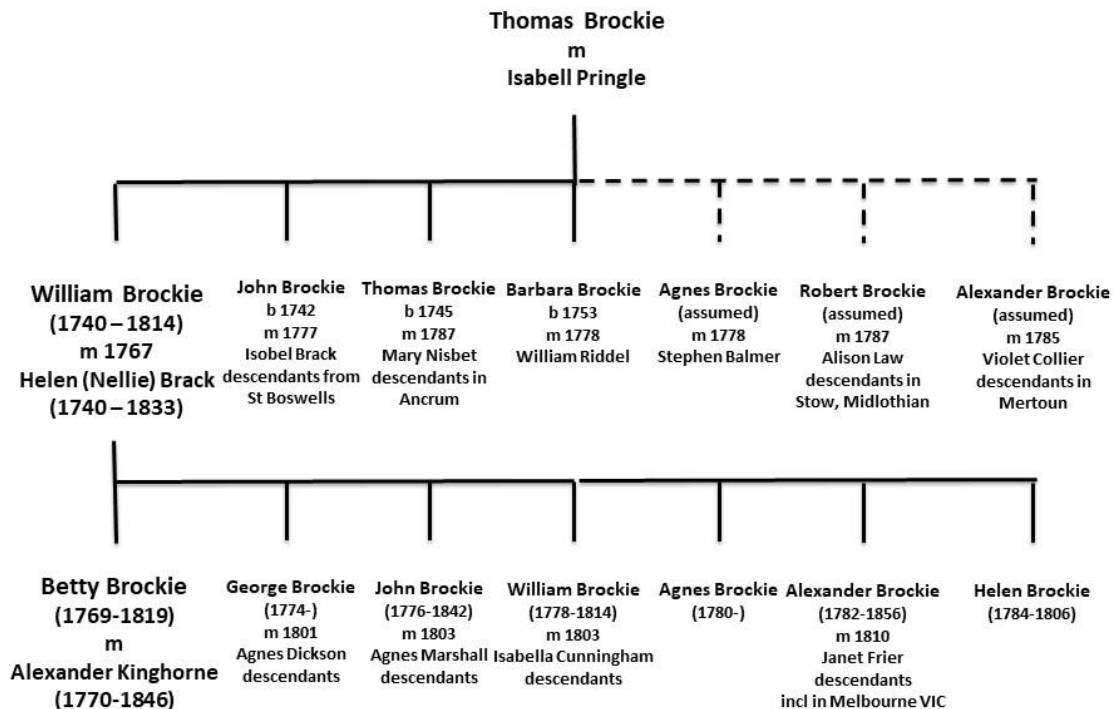 Thomas Brockie
m
Isabell Pringle
William Brockie
(1740 – 1814)
m 1767
Helen (Nellie) Brack
(1740 – 1833)
John Brockie
b 1742
m 1777
Isobel Brack
descendants from
St Boswells
Thomas Brockie
b 1745
m 1787
Mary Nisbet
descendants in
Ancrum
Barbara Brockie
b 1753
m 1778
William Riddel
Agnes Brockie
(assumed)
m 1778
Stephen Balmer
Robert Brockie
(assumed)
m 1787
Alison Law
descendants in
Stow, Midlothian
Alexander Brockie
(assumed)
m 1785
Violet Collier
descendants in
Mertoun
Betty Brockie
(1769-1819)
m
Alexander Kinghorne
(1770-1846)
George Brockie
(1774-)
m 1801
Agnes Dickson
descendants
John Brockie
(1776-1842)
m 1803
Agnes Marshall
descendants
William Brockie
(1778-1814)
m 1803
Isabella Cunningham
descendants
Agnes Brockie
(1780-)
Alexander Brockie
(1782-1856)
m 1810
Janet Frier
descendants
incl in Melbourne VIC
Helen Brockie
(1784-1806)